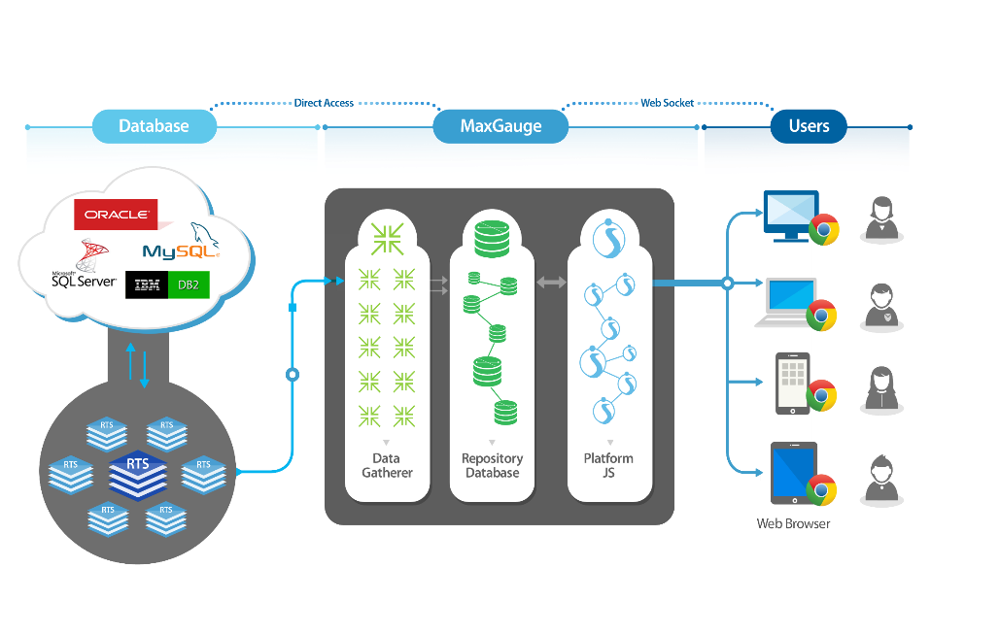 Direct Access
Web Socket
Database
MaxGauge
Users
ORACLE
MySQL
Microsoft
SQL Server
IBM
DB2
RTS
RTS
RTS
RTS
RTS
RTS
RTS
Data
Gatherer
Repository
Database
Platform
JS
Web Browser